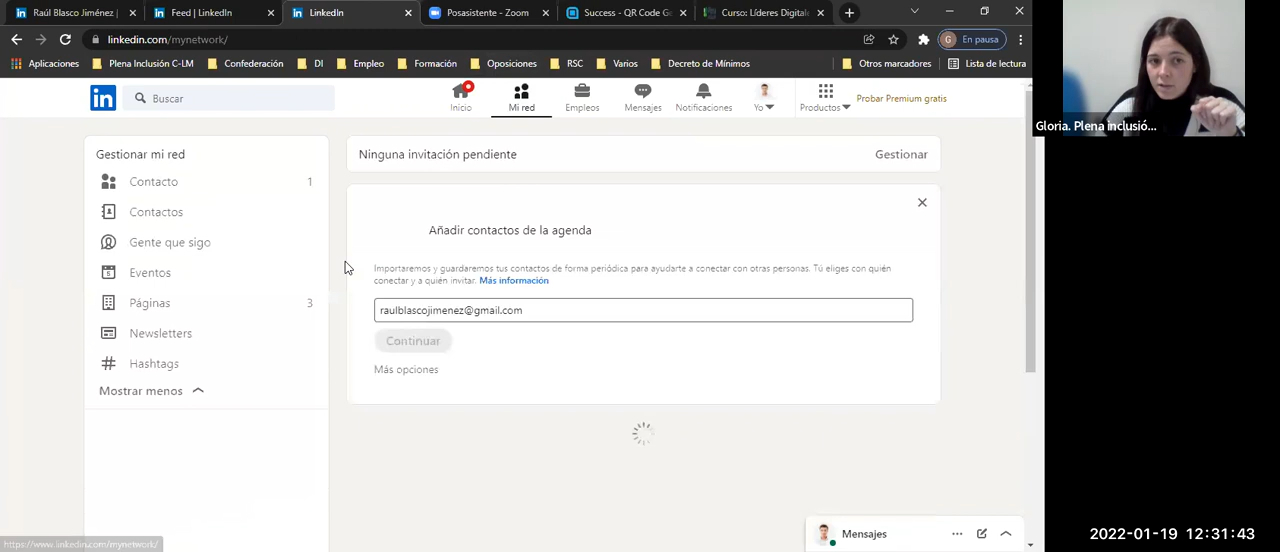 Raúl Blasco Jiménez |
Feed | LinkedIn
LinkedIn
Posasistente - Zoom
Success - QR Code Ge
Curso: Líderes Digitale
linkedin.com/mynetwork/
G
En pausa
Aplicaciones
Plena Inclusión C-LM
Confederación
DI
Empleo
Formación
Oposiciones
RSC
Varios
Decreto de Mínimos
Otros marcadores
Lista de lectura
in
Buscar
Inicio
Mi red
Empleos
Mensajes
Notificaciones
Yo
Productos
Probar Premium gratis
Gloria. Plena inclusió...
Gestionar mi red
Contacto 1
Contactos
Gente que sigo
Eventos
Páginas 3
Newsletters
Hashtags
Mostrar menos
Ninguna invitación pendiente
Gestionar
Añadir contactos de la agenda
Importaremos y guardaremos tus contactos de forma periódica para ayudarte a conectar con otras personas. Tú eliges con quién
conectar y a quién invitar. Más información
raulblascojimenez@gmail.com
Continuar
Más opciones
Mensajes
https://www.linkedin.com/mynetwork/
2022-01-19 12:31:43